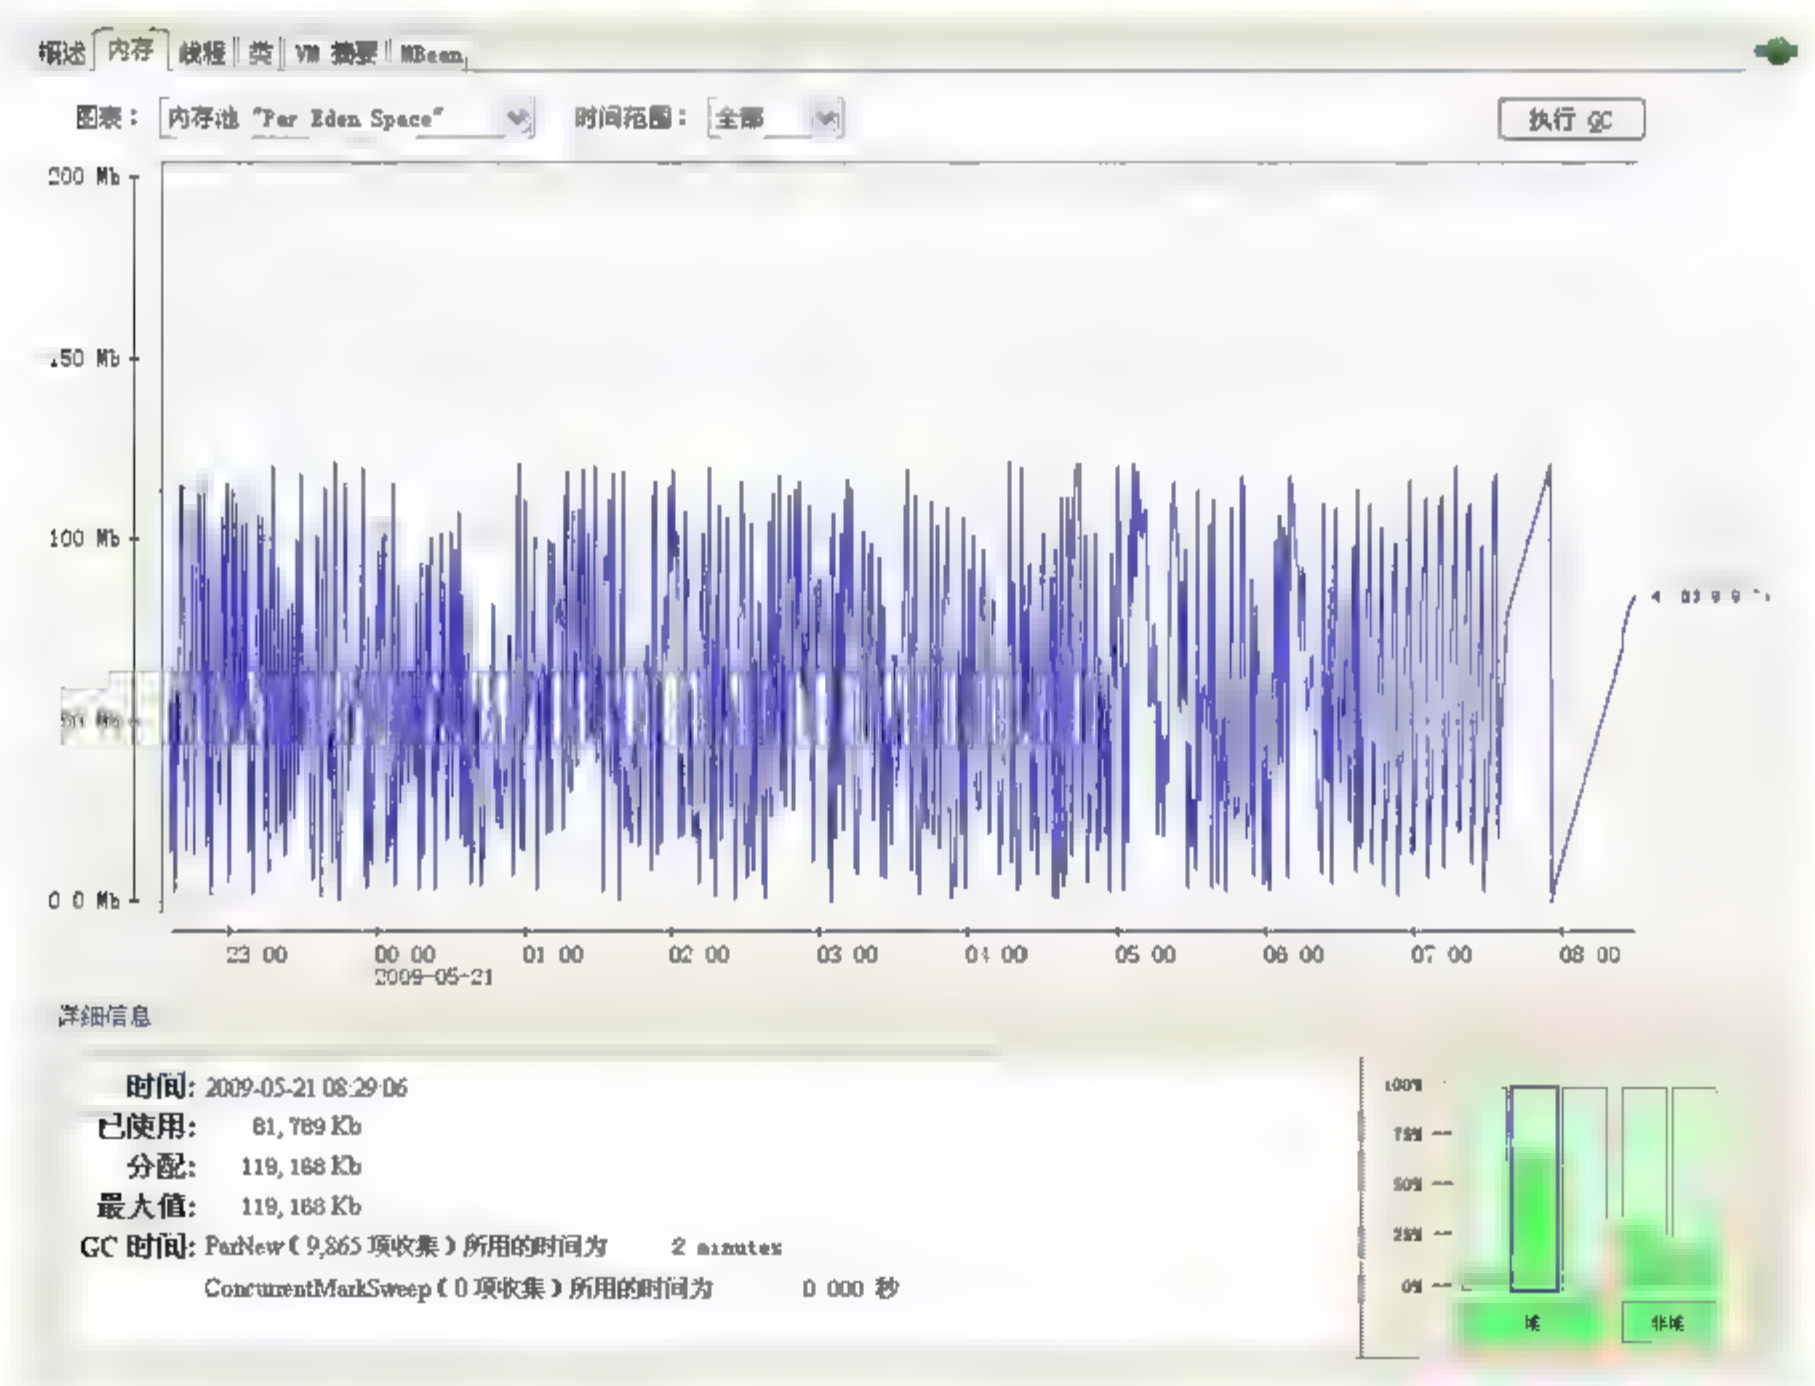 概述 内存 线程 类 VM 摘要 MBean
图表： 内存池 "Par Eden Space" 时间范围： 全部 执行 GC
200 Mb
150 Mb
100 Mb
50 Mb
0 0 Mb
23 00 00 00 01 00 02 00 03 00 04 00 05 00 06 00 07 00 08 00
2009-05-21
详细信息
时间: 2009-05-21 08:29:06
已使用: 81,789 Kb
分配: 119,168 Kb
最大值: 119,168 Kb
GC 时间: ParNew ( 9,865 项收集 ) 所用的时间为 2 minutes
ConcurrentMarkSweep ( 0 项收集 ) 所用的时间为 0 000 秒
100%
75%
50%
25%
0%
堆 非堆